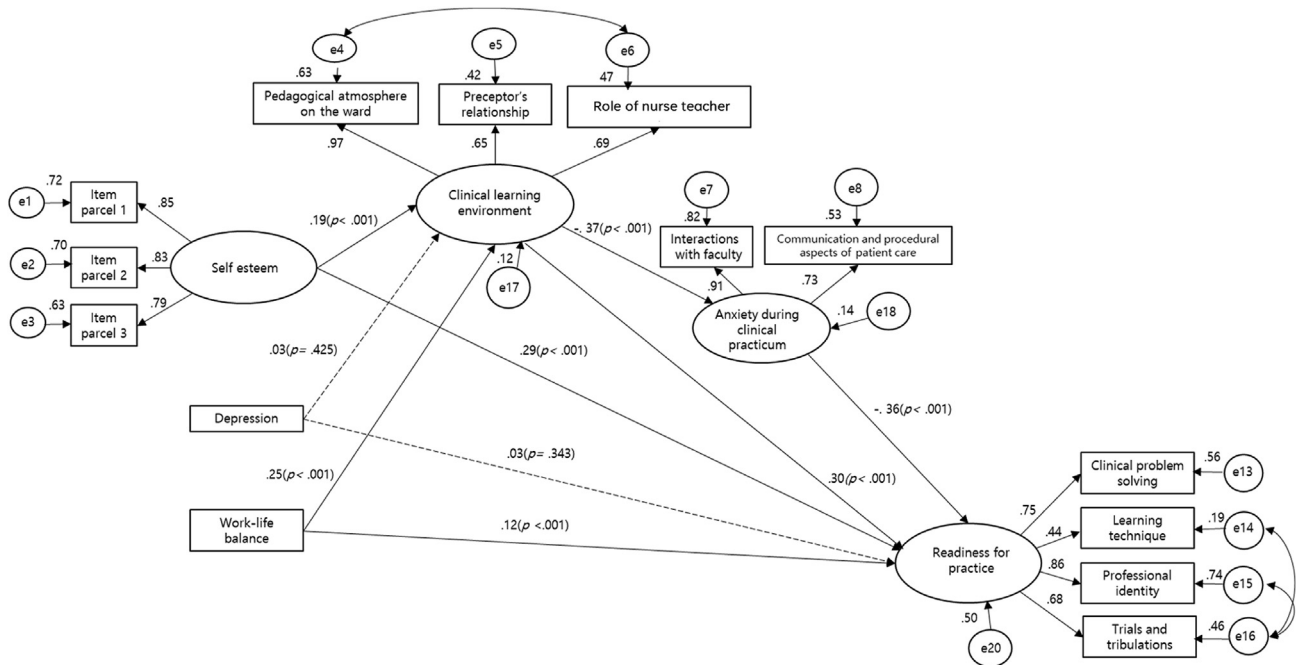 e4
e5
e6
.63
.42
.47
Pedagogical atmosphere
on the ward
Preceptor's
relationship
Role of nurse teacher
.97
.65
.69
e1
.72
Item
parcel 1
.85
e2
.70
Item
parcel 2
.83
e3
.63
Item
parcel 3
.79
Self esteem
Clinical learning
environment
.19(p< .001)
.12
e17
-. 37(p< .001)
e7
e8
.82
.53
Interactions
with faculty
Communication and procedural
aspects of patient care
.91
.73
Anxiety during
clinical
practicum
.14
e18
.03(p= .425)
.29(p< .001)
-. 36(p< .001)
Depression
.03(p= .343)
.25(p< .001)
.30(p< .001)
Work-life
balance
.12(p <.001)
Readiness for
practice
.50
e20
.75
.44
.86
.68
Clinical problem
solving
.56
e13
Learning
technique
.19
e14
Professional
identity
.74
e15
Trials and
tribulations
.46
e16